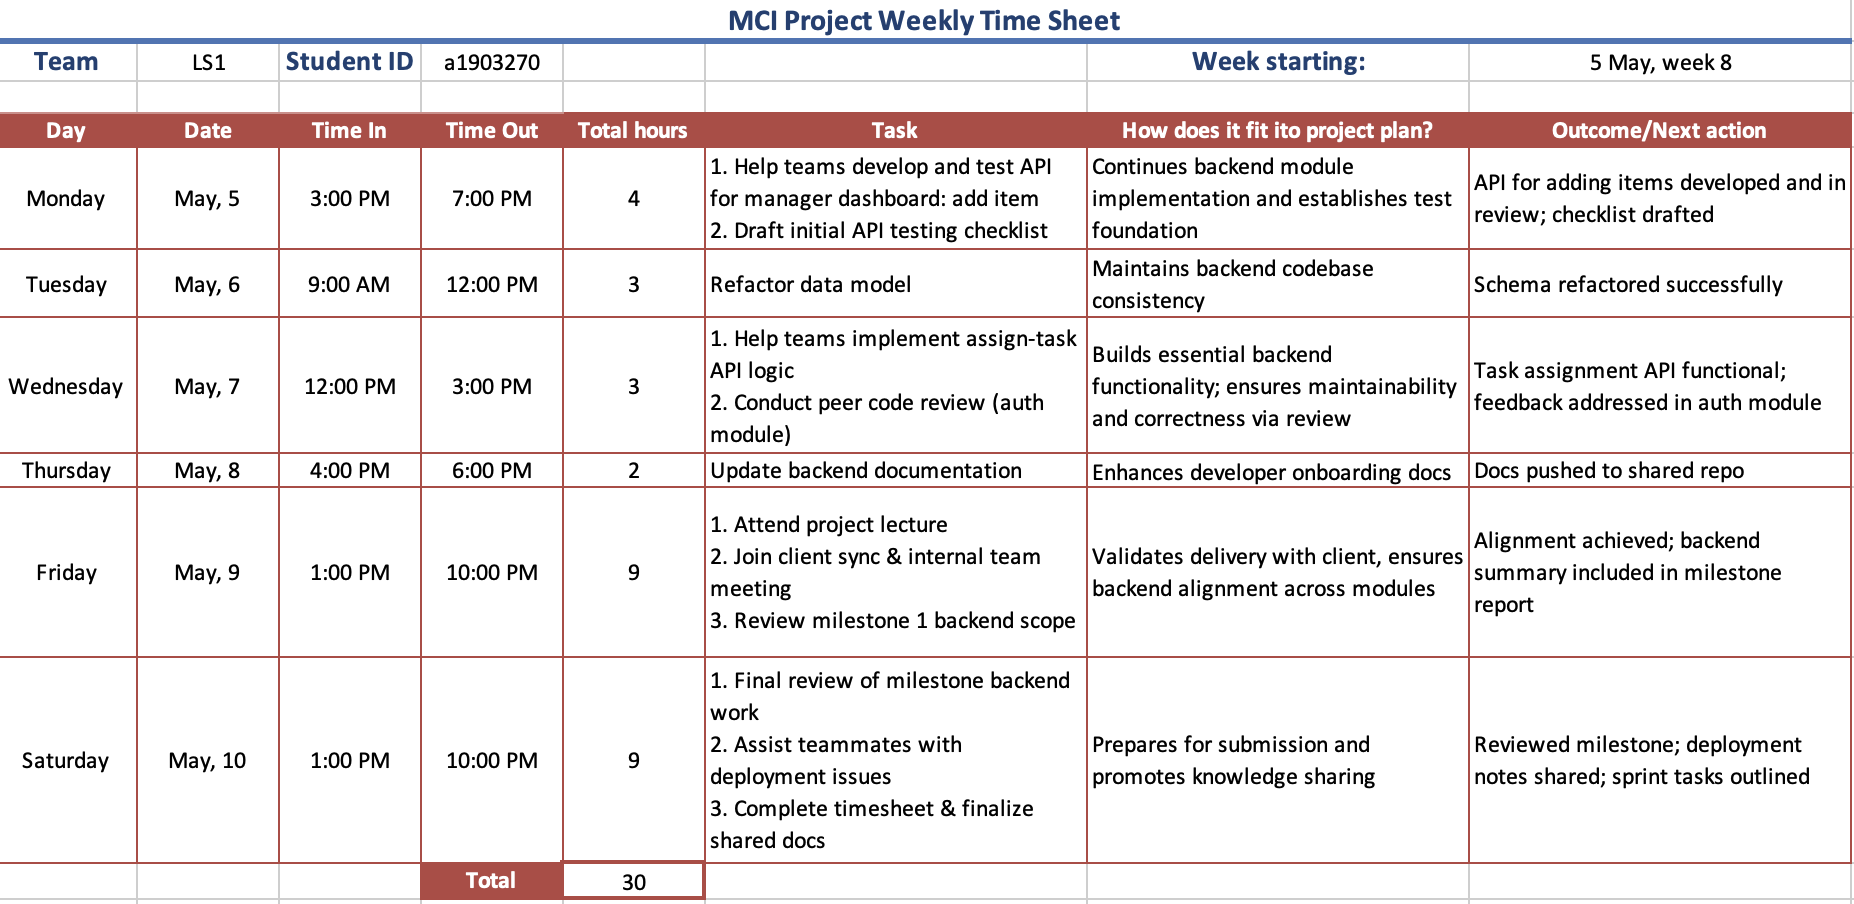 MCI Project Weekly Time Sheet
Team LS1 Student ID a1903270 Week starting: 5 May, week 8
Day Date Time In Time Out Total hours Task How does it fit ito project plan? Outcome/Next action
Monday May, 5 3:00 PM 7:00 PM 4
1. Help teams develop and test API
for manager dashboard: add item
2. Draft initial API testing checklist
Continues backend module
implementation and establishes test
foundation
API for adding items developed and in
review; checklist drafted
Tuesday May, 6 9:00 AM 12:00 PM 3
Refactor data model
Maintains backend codebase
consistency
Schema refactored successfully
Wednesday May, 7 12:00 PM 3:00 PM 3
1. Help teams implement assign-task
API logic
2. Conduct peer code review (auth
module)
Builds essential backend
functionality; ensures maintainability
and correctness via review
Task assignment API functional;
feedback addressed in auth module
Thursday May, 8 4:00 PM 6:00 PM 2
Update backend documentation
Enhances developer onboarding docs
Docs pushed to shared repo
Friday May, 9 1:00 PM 10:00 PM 9
1. Attend project lecture
2. Join client sync & internal team
meeting
3. Review milestone 1 backend scope
Validates delivery with client, ensures
backend alignment across modules
Alignment achieved; backend
summary included in milestone
report
Saturday May, 10 1:00 PM 10:00 PM 9
1. Final review of milestone backend
work
2. Assist teammates with
deployment issues
3. Complete timesheet & finalize
shared docs
Prepares for submission and
promotes knowledge sharing
Reviewed milestone; deployment
notes shared; sprint tasks outlined
Total 30